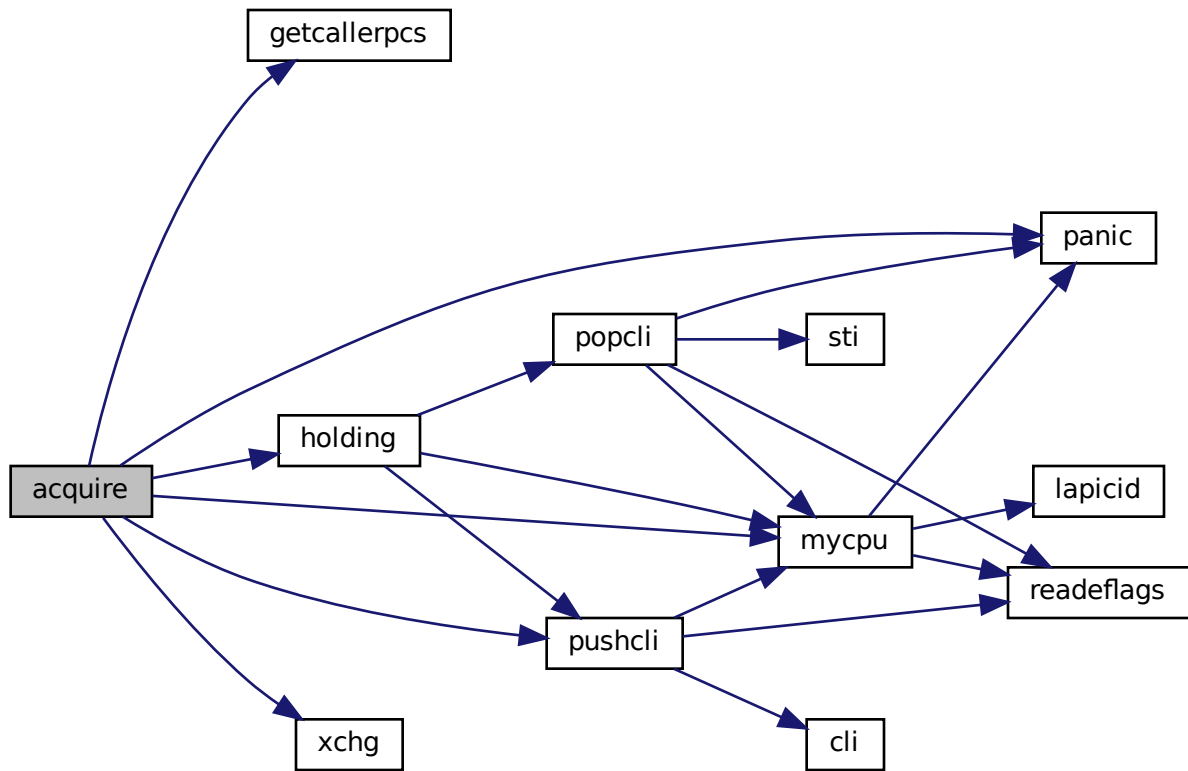 getcallerpcs
panic
popcli
sti
holding
acquire
lapicid
mycpu
readeflags
pushcli
xchg
cli